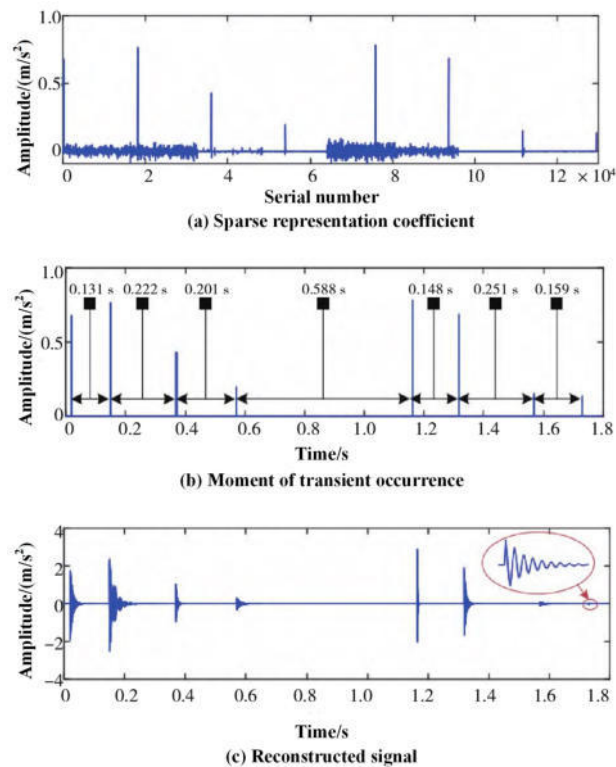 Amplitude/(m/s²)
1.0
0.5
0
0 2 4 6 8 10 12 × 10⁴
Serial number
(a) Sparse representation coefficient
Amplitude/(m/s²)
1.0
0.5
0
0.131 s 0.222 s 0.201 s 0.588 s 0.148 s 0.251 s 0.159 s
0 0.2 0.4 0.6 0.8 1.0 1.2 1.4 1.6 1.8
Time/s
(b) Moment of transient occurrence
Amplitude/(m/s²)
4
2
0
−2
−4
0 0.2 0.4 0.6 0.8 1.0 1.2 1.4 1.6 1.8
Time/s
(c) Reconstructed signal